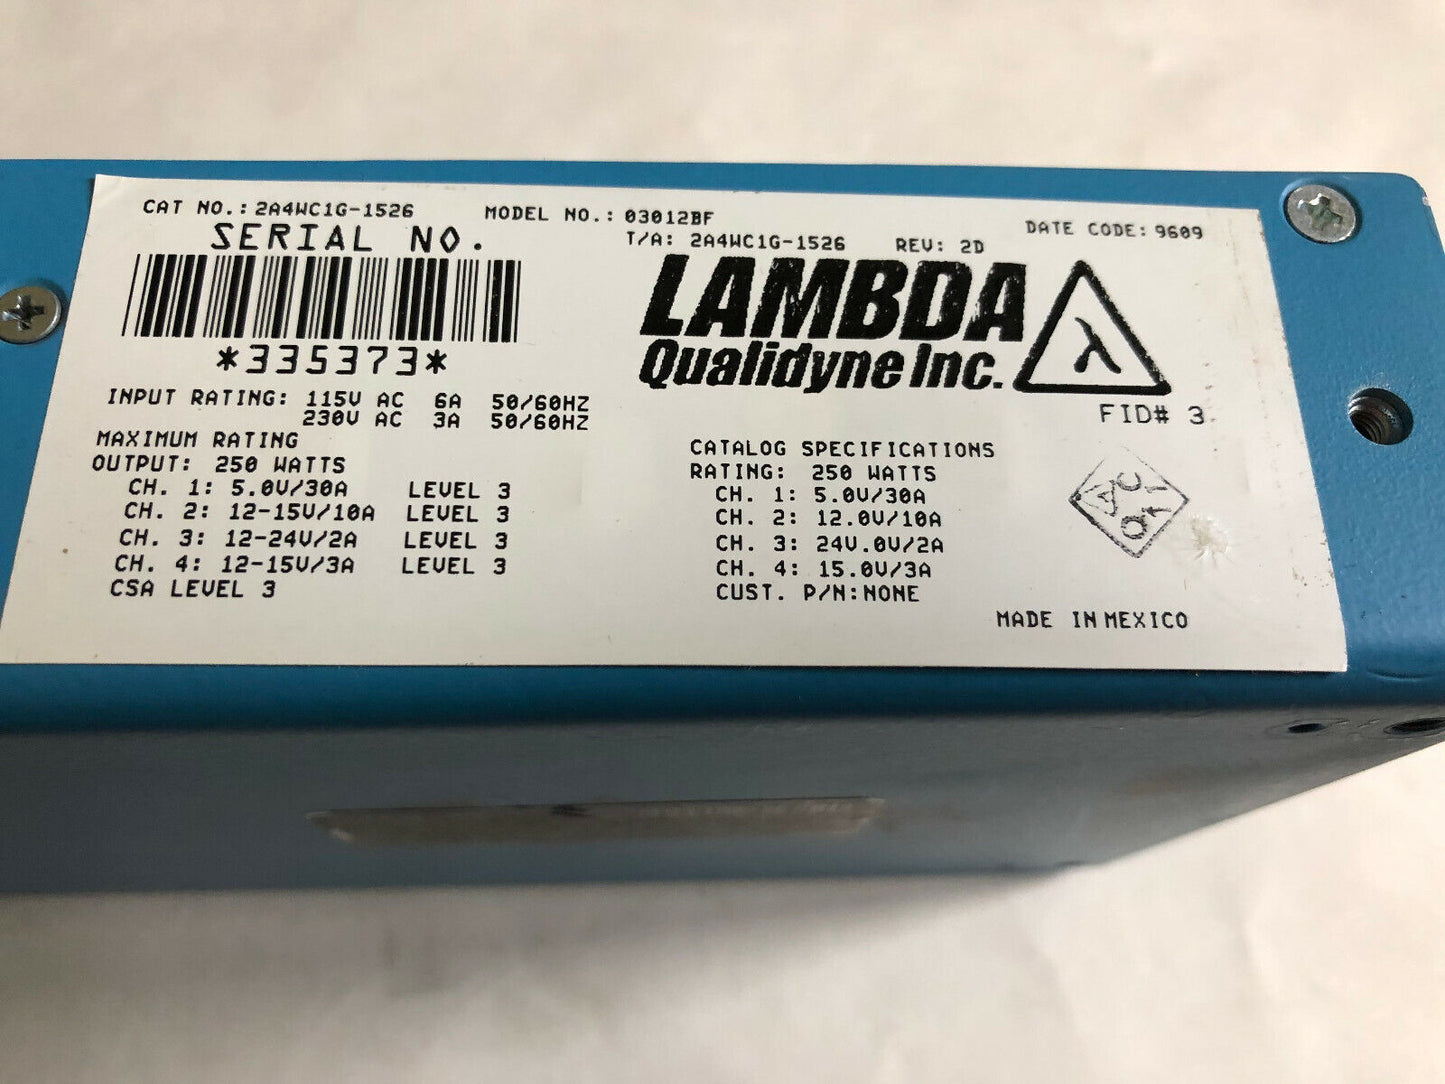 CAT NO.: 2A4WC1G-1526 MODEL NO.: 03012BF DATE CODE: 9609
SERIAL NO. T/A: 2A4WC1G-1526 REV: 2D
*335373*
LAMBDA
Qualidyne Inc.
λ
FID# 3
INPUT RATING: 115V AC 6A 50/60HZ
230V AC 3A 50/60HZ
MAXIMUM RATING
OUTPUT: 250 WATTS
CH. 1: 5.0V/30A LEVEL 3
CH. 2: 12-15V/10A LEVEL 3
CH. 3: 12-24V/2A LEVEL 3
CH. 4: 12-15V/3A LEVEL 3
CSA LEVEL 3
CATALOG SPECIFICATIONS
RATING: 250 WATTS
CH. 1: 5.0V/30A
CH. 2: 12.0V/10A
CH. 3: 24V.0V/2A
CH. 4: 15.0V/3A
CUST. P/N:NONE
MADE IN MEXICO